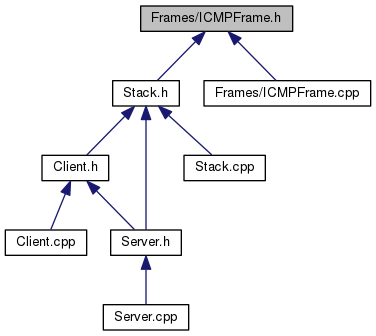 Frames/ICMPFrame.h
Stack.h
Frames/ICMPFrame.cpp
Client.h
Stack.cpp
Client.cpp
Server.h
Server.cpp